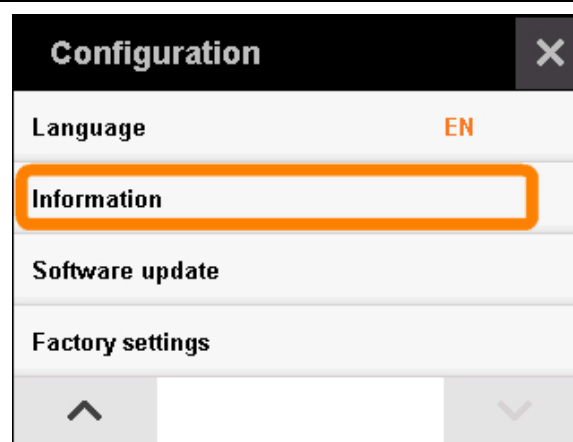 Configuration
Language EN
Information
Software update
Factory settings